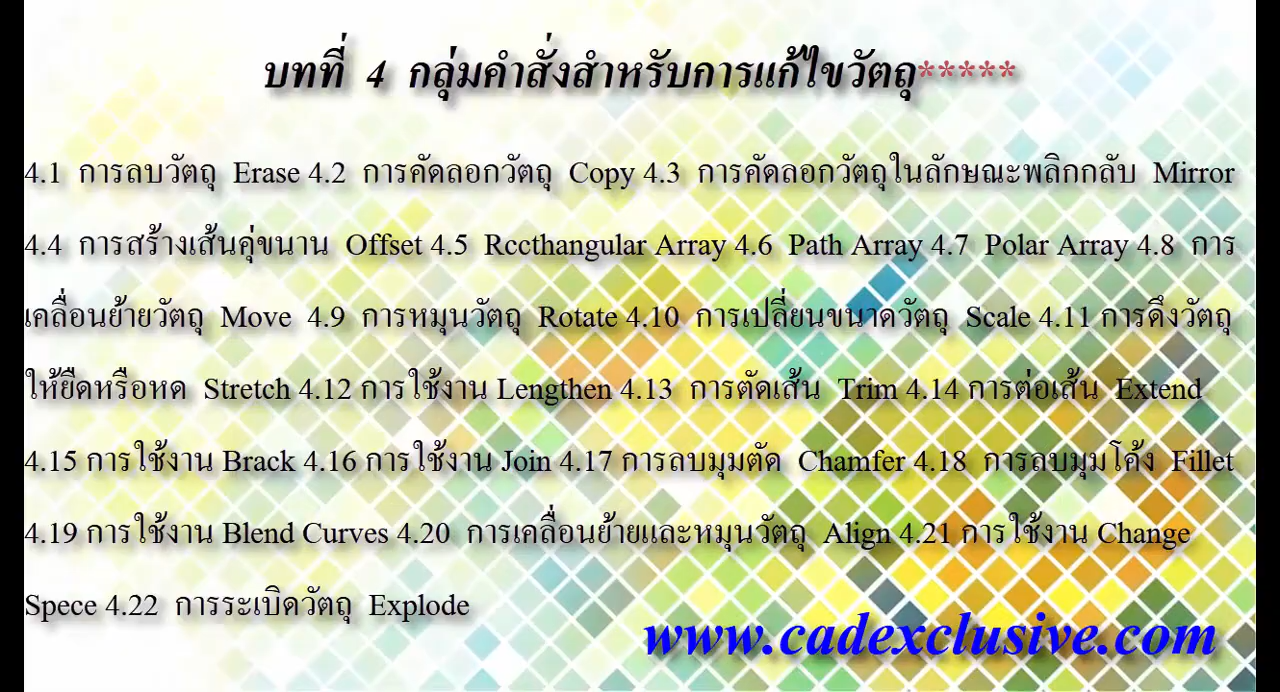 บทที่ 4 กลุ่มคำสั่งสำหรับการแก้ไขวัตถุ*****
4.1 การลบวัตถุ Erase 4.2 การคัดลอกวัตถุ Copy 4.3 การคัดลอกวัตถุในลักษณะพลิกกลับ Mirror
4.4 การสร้างเส้นคู่ขนาน Offset 4.5 Rccthangular Array 4.6 Path Array 4.7 Polar Array 4.8 การ
เคลื่อนย้ายวัตถุ Move 4.9 การหมุนวัตถุ Rotate 4.10 การเปลี่ยนขนาดวัตถุ Scale 4.11 การดึงวัตถุ
ให้ยืดหรือหด Stretch 4.12 การใช้งาน Lengthen 4.13 การตัดเส้น Trim 4.14 การต่อเส้น Extend
4.15 การใช้งาน Brack 4.16 การใช้งาน Join 4.17 การลบมุมตัด Chamfer 4.18 การลบมุมโค้ง Fillet
4.19 การใช้งาน Blend Curves 4.20 การเคลื่อนย้ายและหมุนวัตถุ Align 4.21 การใช้งาน Change
Spece 4.22 การระเบิดวัตถุ Explode
www.cadexclusive.com